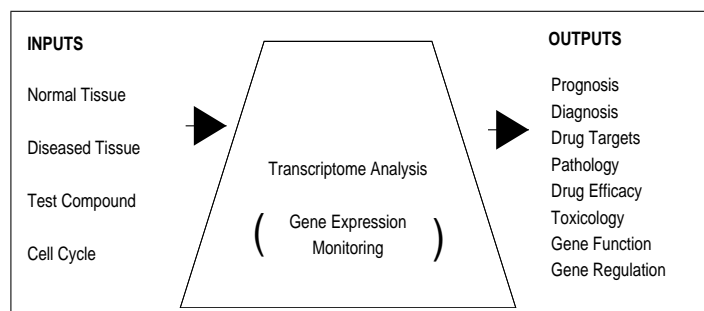 INPUTS
Normal Tissue
Diseased Tissue
Test Compound
Cell Cycle
Transcriptome Analysis
( Gene Expression
Monitoring )
OUTPUTS
Prognosis
Diagnosis
Drug Targets
Pathology
Drug Efficacy
Toxicology
Gene Function
Gene Regulation